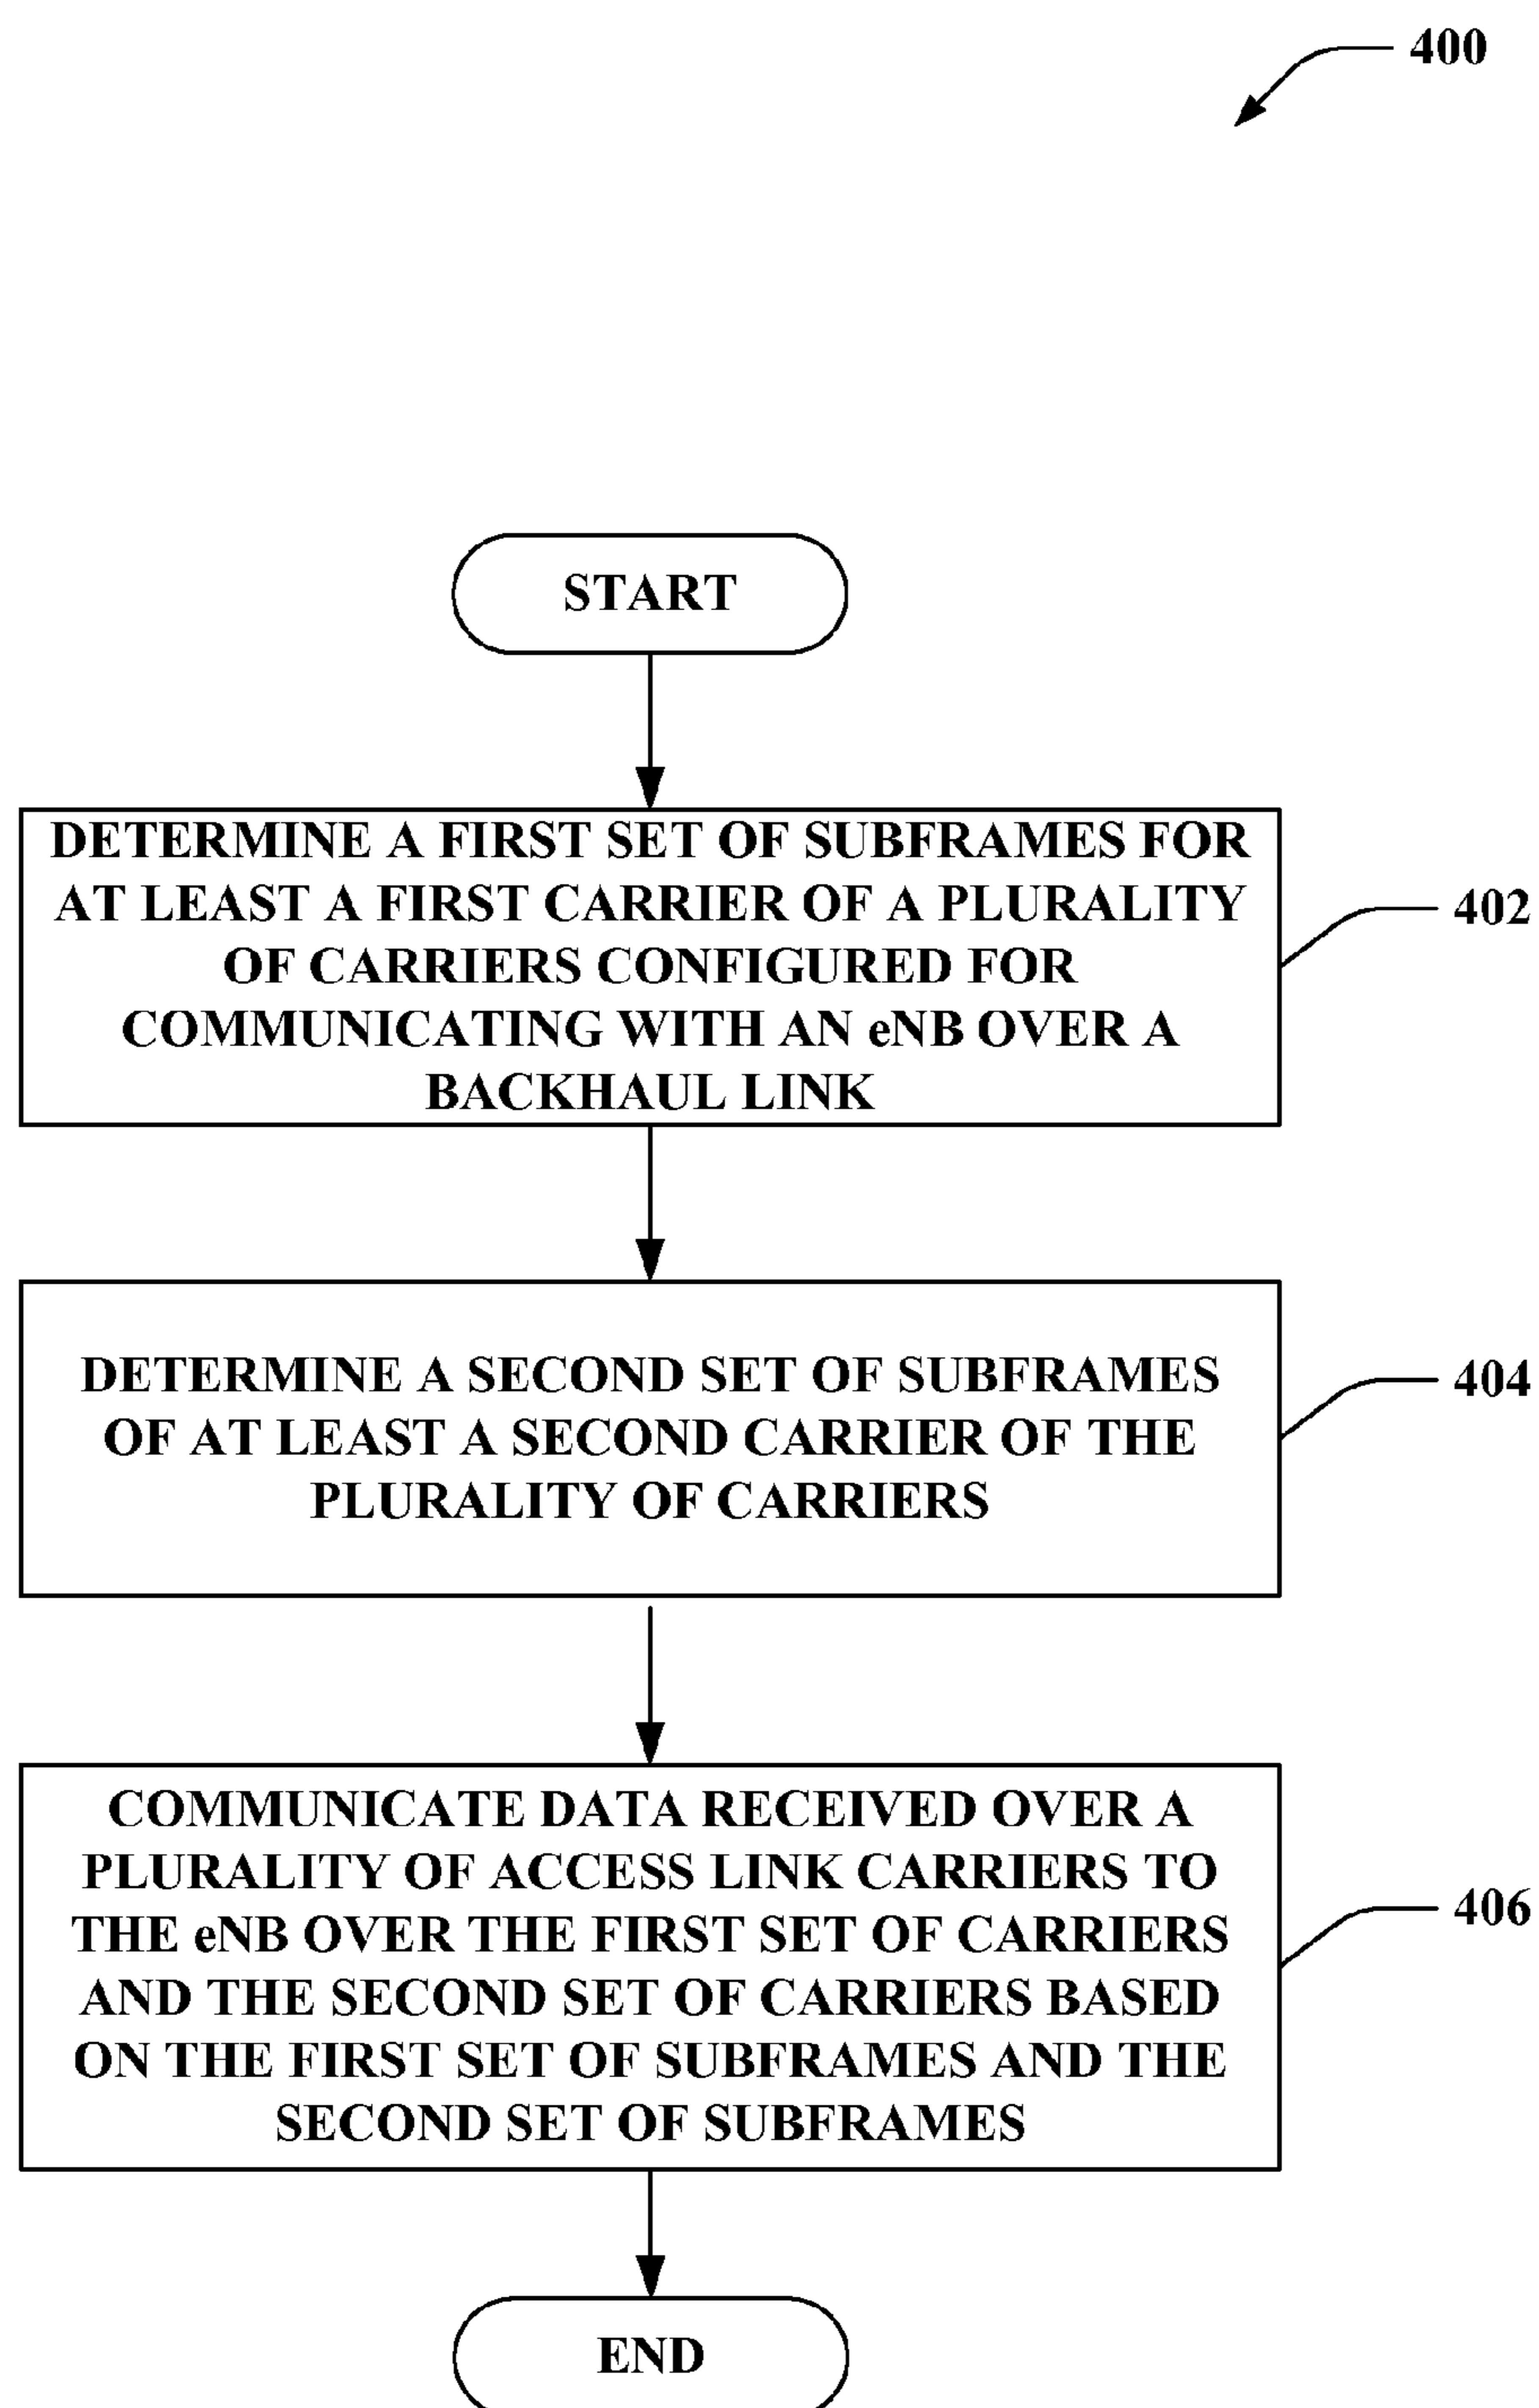 400
START
DETERMINE A FIRST SET OF SUBFRAMES FOR
AT LEAST A FIRST CARRIER OF A PLURALITY
OF CARRIERS CONFIGURED FOR
COMMUNICATING WITH AN eNB OVER A
BACKHAUL LINK
402
DETERMINE A SECOND SET OF SUBFRAMES
OF AT LEAST A SECOND CARRIER OF THE
PLURALITY OF CARRIERS
404
COMMUNICATE DATA RECEIVED OVER A
PLURALITY OF ACCESS LINK CARRIERS TO
THE eNB OVER THE FIRST SET OF CARRIERS
AND THE SECOND SET OF CARRIERS BASED
ON THE FIRST SET OF SUBFRAMES AND THE
SECOND SET OF SUBFRAMES
406
END